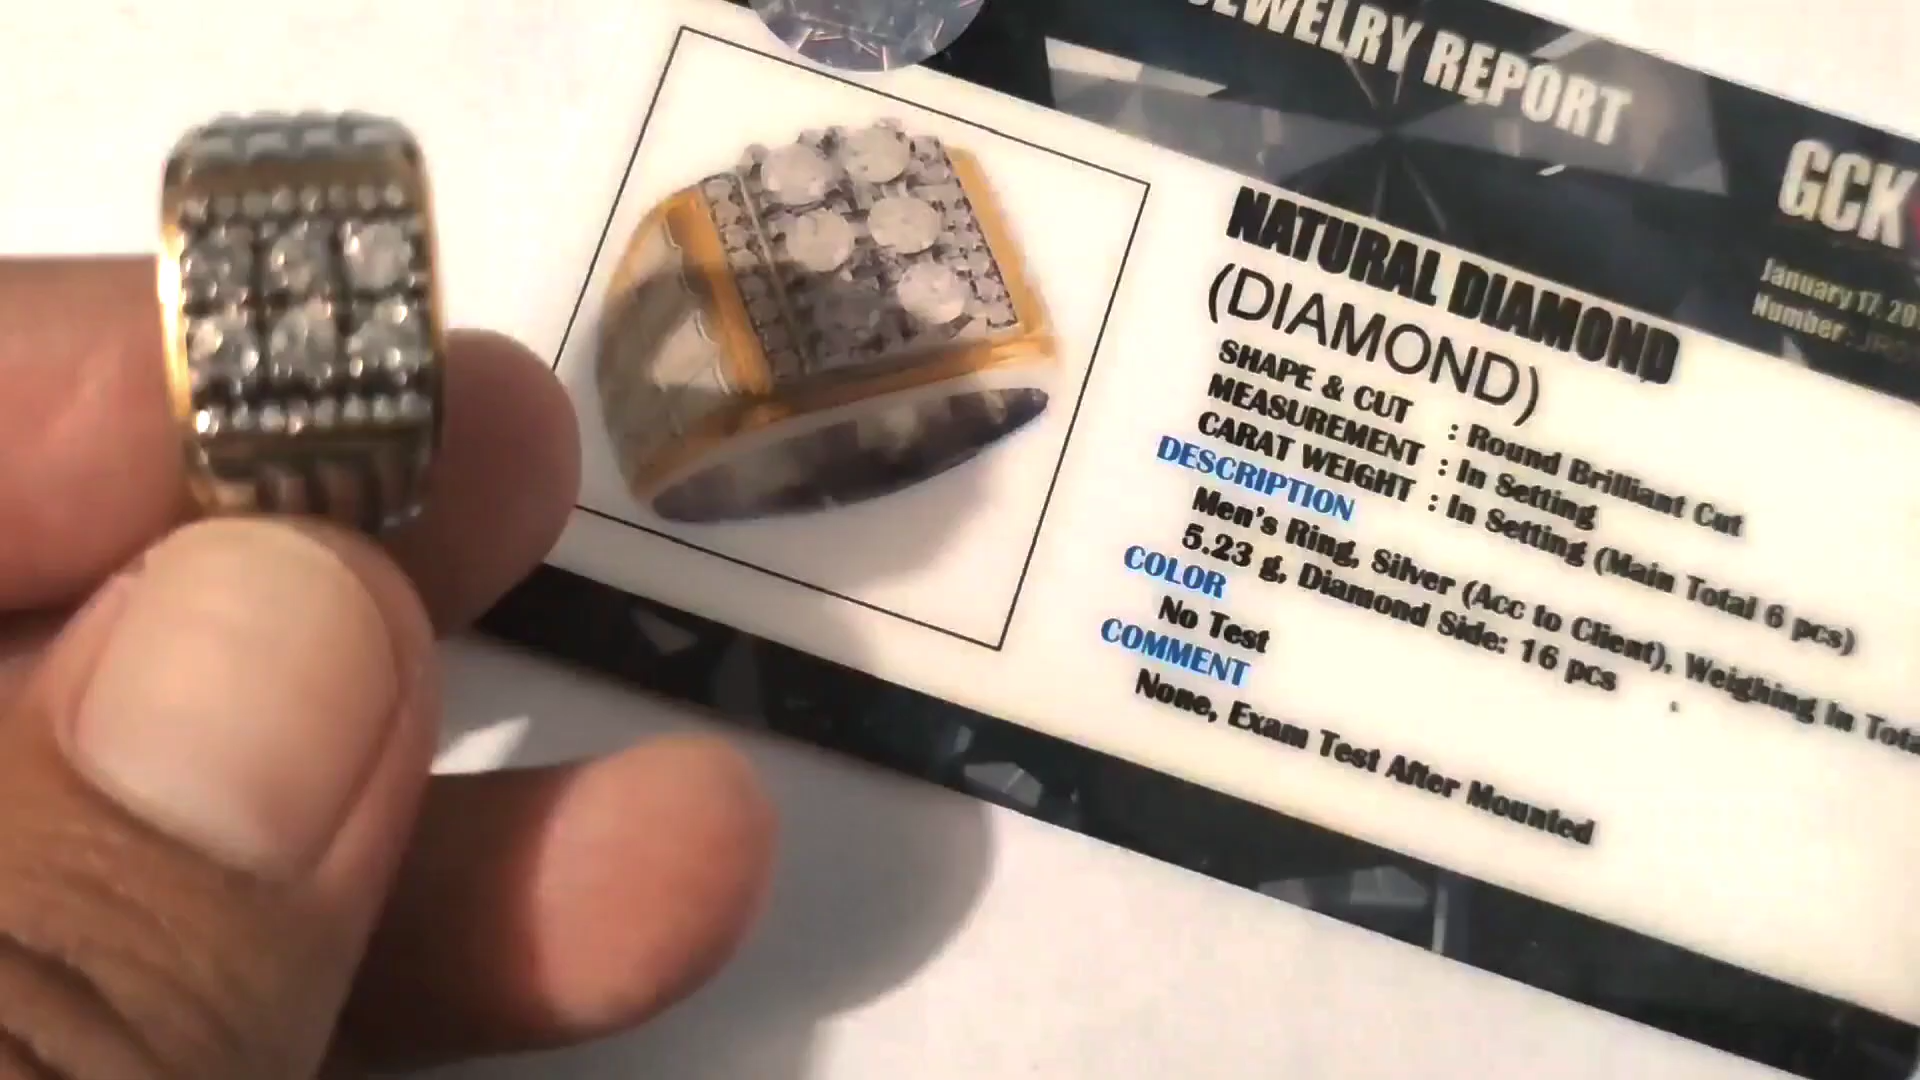 JEWELRY REPORT
GCK
January 17, 20
Number : JR0
NATURAL DIAMOND
(DIAMOND)
SHAPE & CUT : Round Brilliant Cut
MEASUREMENT : In Setting
CARAT WEIGHT : In Setting (Main Total 6 pcs)
DESCRIPTION
Men's Ring, Silver (Acc to Client), Weighing In Tota
5.23 g, Diamond Side: 16 pcs
COLOR
No Test
COMMENT
None, Exam Test After Mounted